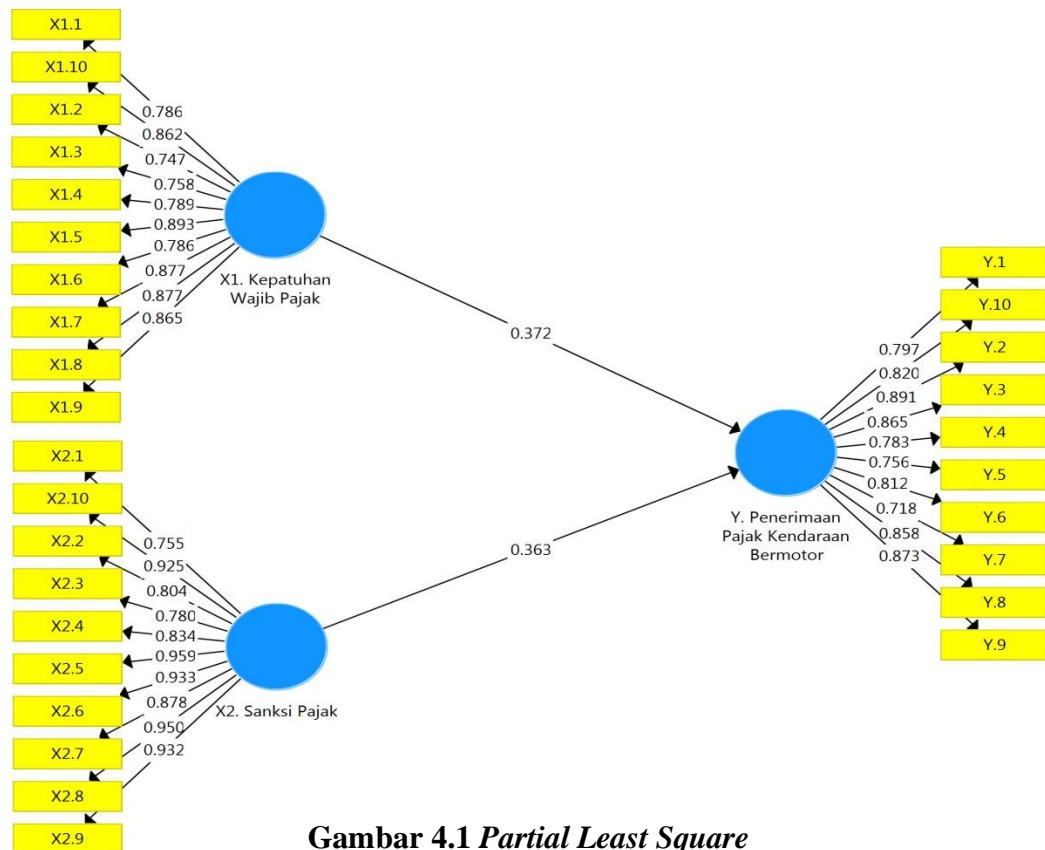 X1.1
X1.10
X1.2
X1.3
X1.4
X1.5
X1.6
X1.7
X1.8
X1.9
0.786
0.862
0.747
0.758
0.789
0.893
0.786
0.877
0.877
0.865
X1. Kepatuhan
Wajib Pajak
0.372
X2.1
X2.10
X2.2
X2.3
X2.4
X2.5
X2.6
X2.7
X2.8
X2.9
0.755
0.925
0.804
0.780
0.834
0.959
0.933
0.878
0.950
0.932
X2. Sanksi Pajak
0.363
Y. Penerimaan
Pajak Kendaraan
Bermotor
0.797
0.820
0.891
0.865
0.783
0.756
0.812
0.718
0.858
0.873
Y.1
Y.10
Y.2
Y.3
Y.4
Y.5
Y.6
Y.7
Y.8
Y.9
Gambar 4.1 Partial Least Square